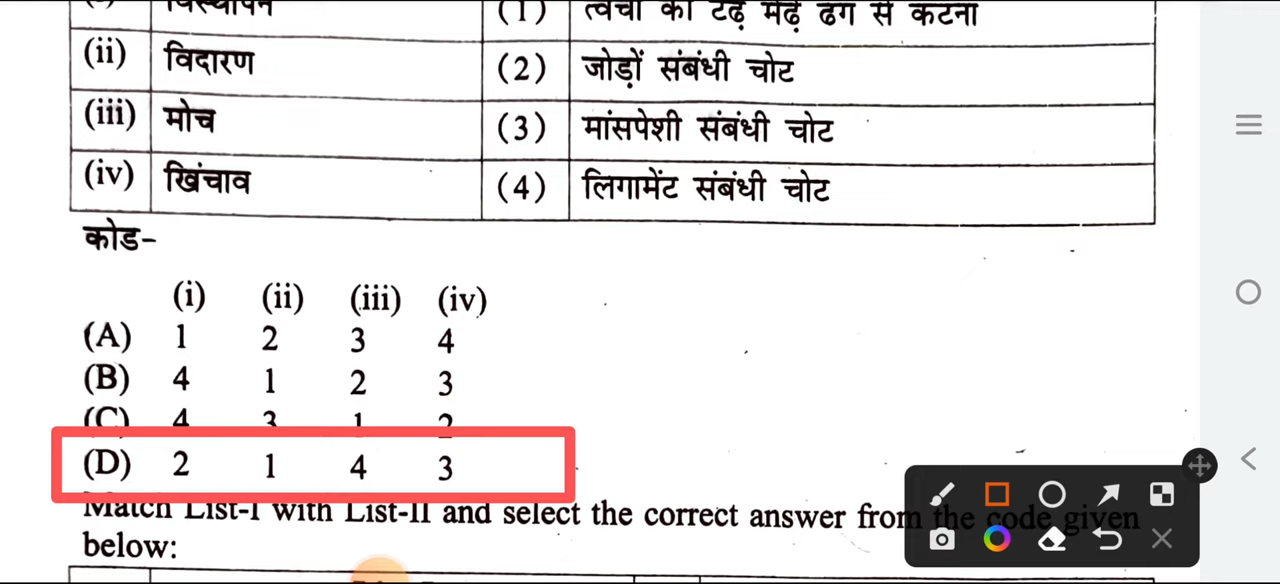 (1) त्वचा को टेढ़े मेढ़े ढंग से कटना
(ii) विदारण (2) जोड़ों संबंधी चोट
(iii) मोच (3) मांसपेशी संबंधी चोट
(iv) खिंचाव (4) लिगामेंट संबंधी चोट
कोड-
(i) (ii) (iii) (iv)
(A) 1 2 3 4
(B) 4 1 2 3
(C) 4 3 1 2
(D) 2 1 4 3
Match List-I with List-II and select the correct answer from the code given
below: